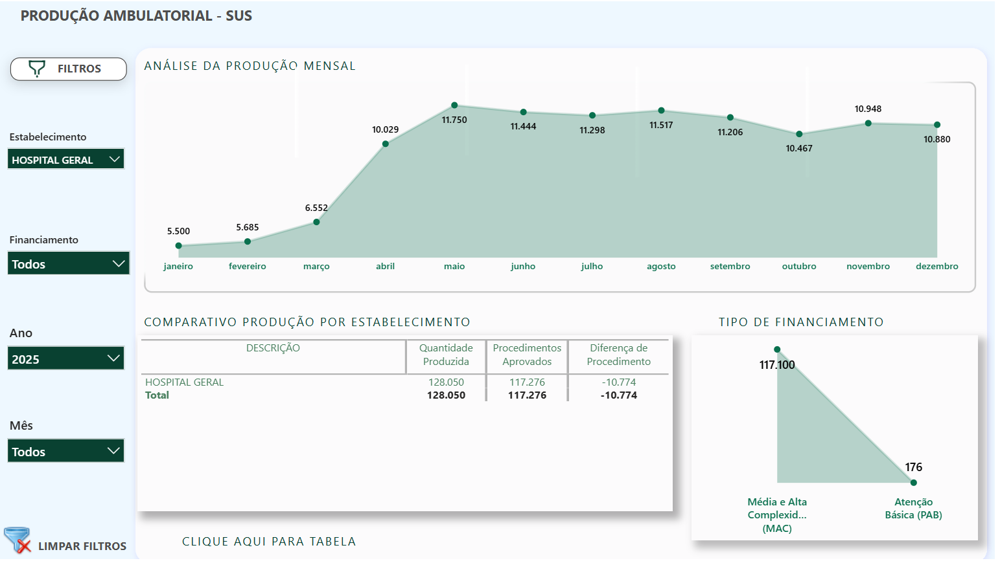 PRODUÇÃO AMBULATORIAL - SUS
FILTROS
Estabelecimento
HOSPITAL GERAL
Financiamento
Todos
Ano
2025
Mês
Todos
LIMPAR FILTROS
ANÁLISE DA PRODUÇÃO MENSAL
5.500
5.685
6.552
10.029
11.750
11.444
11.298
11.517
11.206
10.467
10.948
10.880
janeiro fevereiro março abril maio junho julho agosto setembro outubro novembro dezembro
COMPARATIVO PRODUÇÃO POR ESTABELECIMENTO
DESCRIÇÃO Quantidade Procedimentos Diferença de
Produzida Aprovados Procedimento
HOSPITAL GERAL 128.050 117.276 -10.774
Total 128.050 117.276 -10.774
CLIQUE AQUI PARA TABELA
TIPO DE FINANCIAMENTO
117.100
176
Média e Alta
Complexid...
(MAC)
Atenção
Básica (PAB)